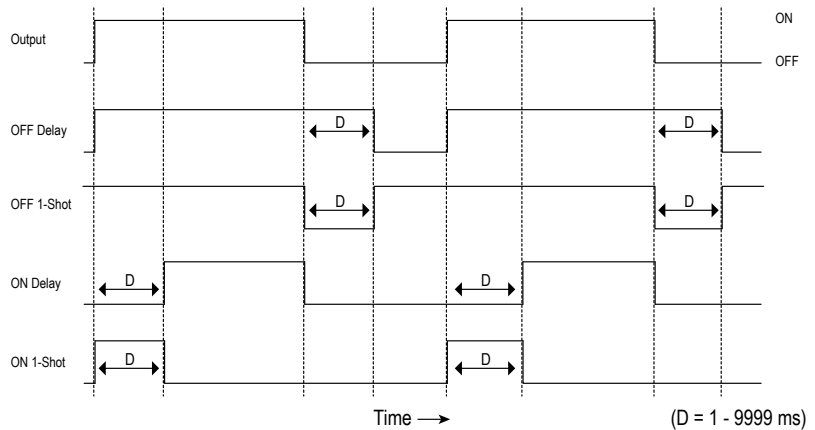 Output
ON
OFF
OFF Delay
D
D
OFF 1-Shot
D
D
ON Delay
D
D
ON 1-Shot
D
D
Time
(D = 1 - 9999 ms)